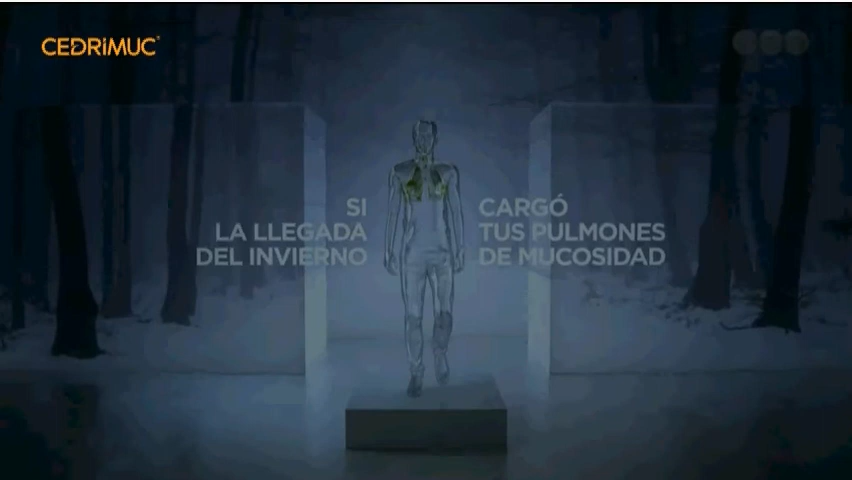 CEDRIMUC®
SI
LA LLEGADA
DEL INVIERNO
CARGÓ
TUS PULMONES
DE MUCOSIDAD